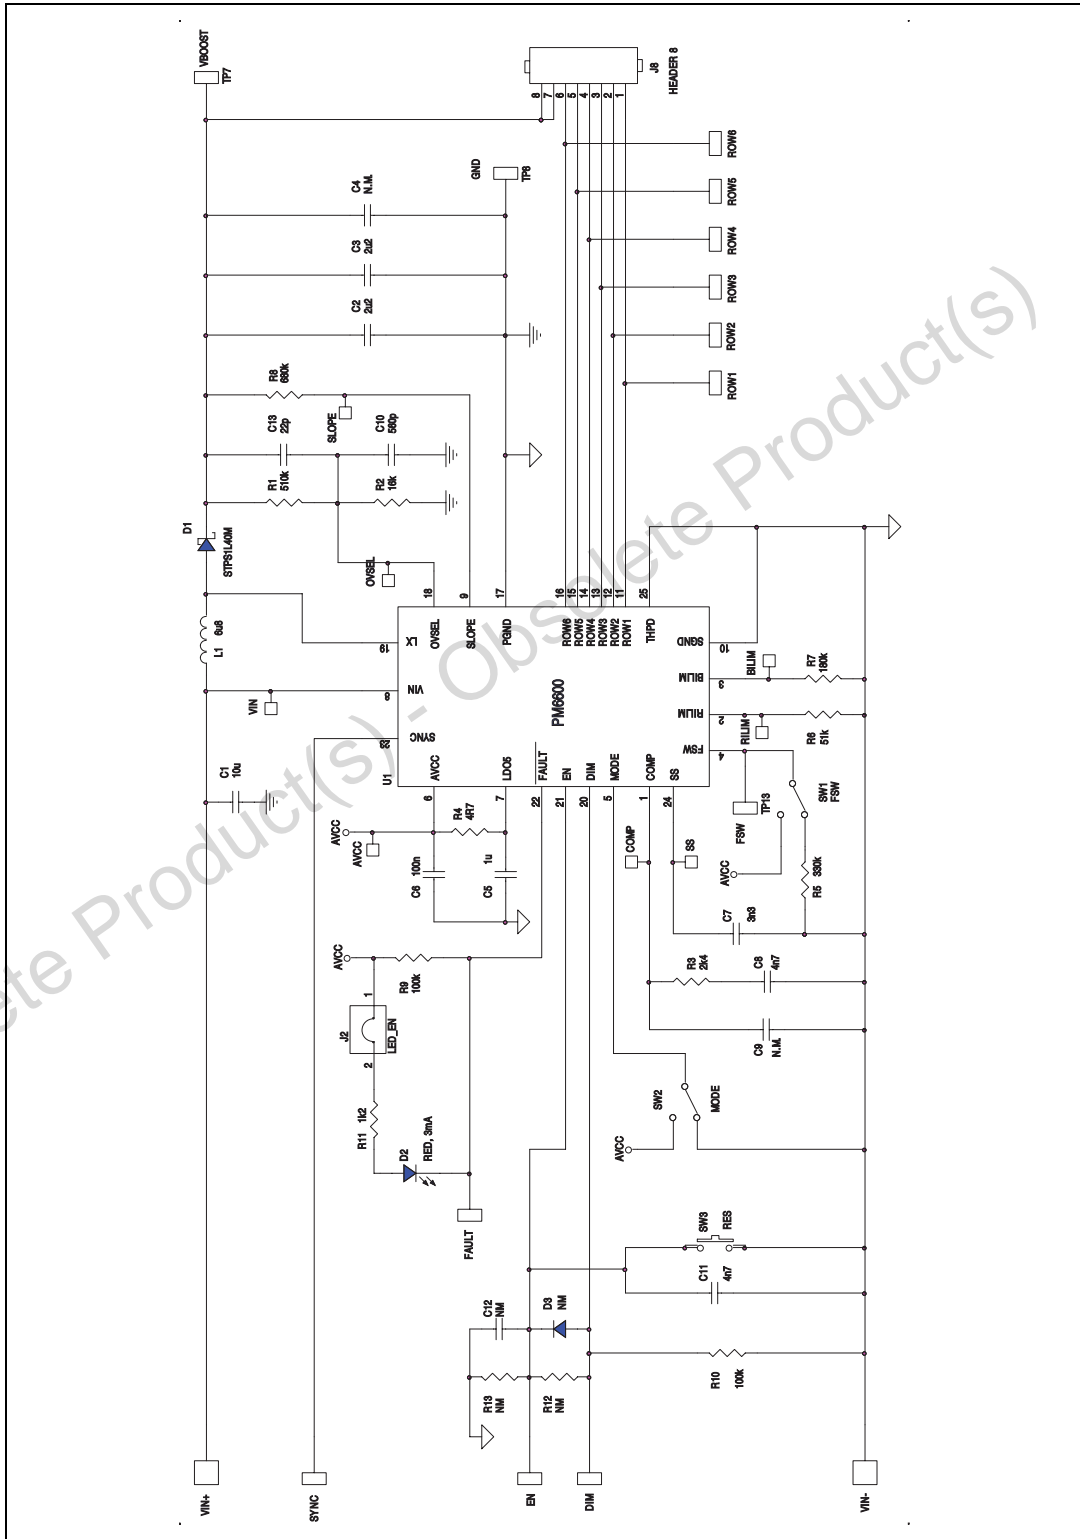 VBOOST
TP7
J8
HEADER 8
8
7
6
5
4
3
2
1
C4
N.M.
GND
TP6
C3
2u2
C2
2u2
ROW6
ROW5
ROW4
ROW3
ROW2
ROW1
R8
680k
SLOPE
C13
22p
C10
560p
R1
510k
R2
16k
D1
STPS1L40M
OVSEL
18
9
17
16
15
14
13
12
11
25
L1
6u8
19
LX
OVSEL
SLOPE
PGND
ROW6
ROW5
ROW4
ROW3
ROW2
ROW1
THPD
SGND
10
VIN
8
VIN
PM6600
BILIM
3
BILIM
R7
180k
SYNC
23
RILIM
2
RILIM
R6
51k
FSW
4
U1
AVCC
LDO5
FAULT
EN
DIM
MODE
COMP
SS
6
7
22
21
20
5
1
24
C1
10u
AVCC
AVCC
R4
4R7
C6
100n
C5
1u
COMP
SS
FSW
TP13
SW1
FSW
AVCC
R5
330k
C7
3n3
AVCC
R9
100k
R3
2k4
C8
4n7
C9
N.M.
J2
LED_EN
1
2
R11
1k2
D2
RED, 3mA
FAULT
SW2
MODE
AVCC
SW3
RES
C11
4n7
C12
NM
D3
NM
R13
NM
R12
NM
R10
100k
VIN+
SYNC
EN
DIM
VIN-
ete Product(s) - Obsolete Product(s)